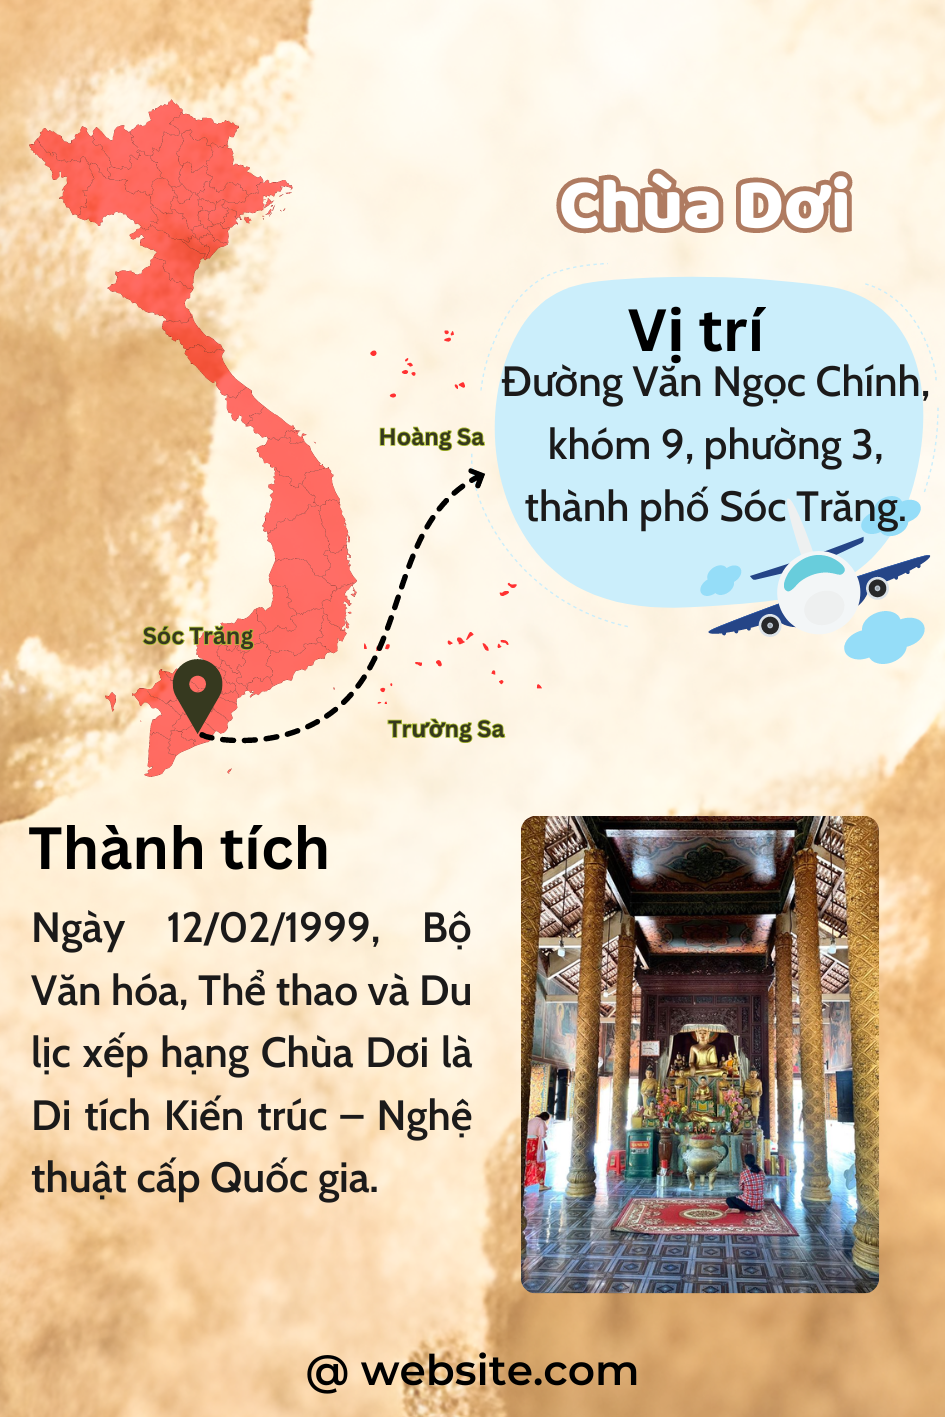 Chùa Dơi
Vị trí
Đường Văn Ngọc Chính,
khóm 9, phường 3,
thành phố Sóc Trăng.
Hoàng Sa
Sóc Trăng
Trường Sa
Thành tích
Ngày 12/02/1999, Bộ
Văn hóa, Thể thao và Du
lịc xếp hạng Chùa Dơi là
Di tích Kiến trúc – Nghệ
thuật cấp Quốc gia.
@ website.com